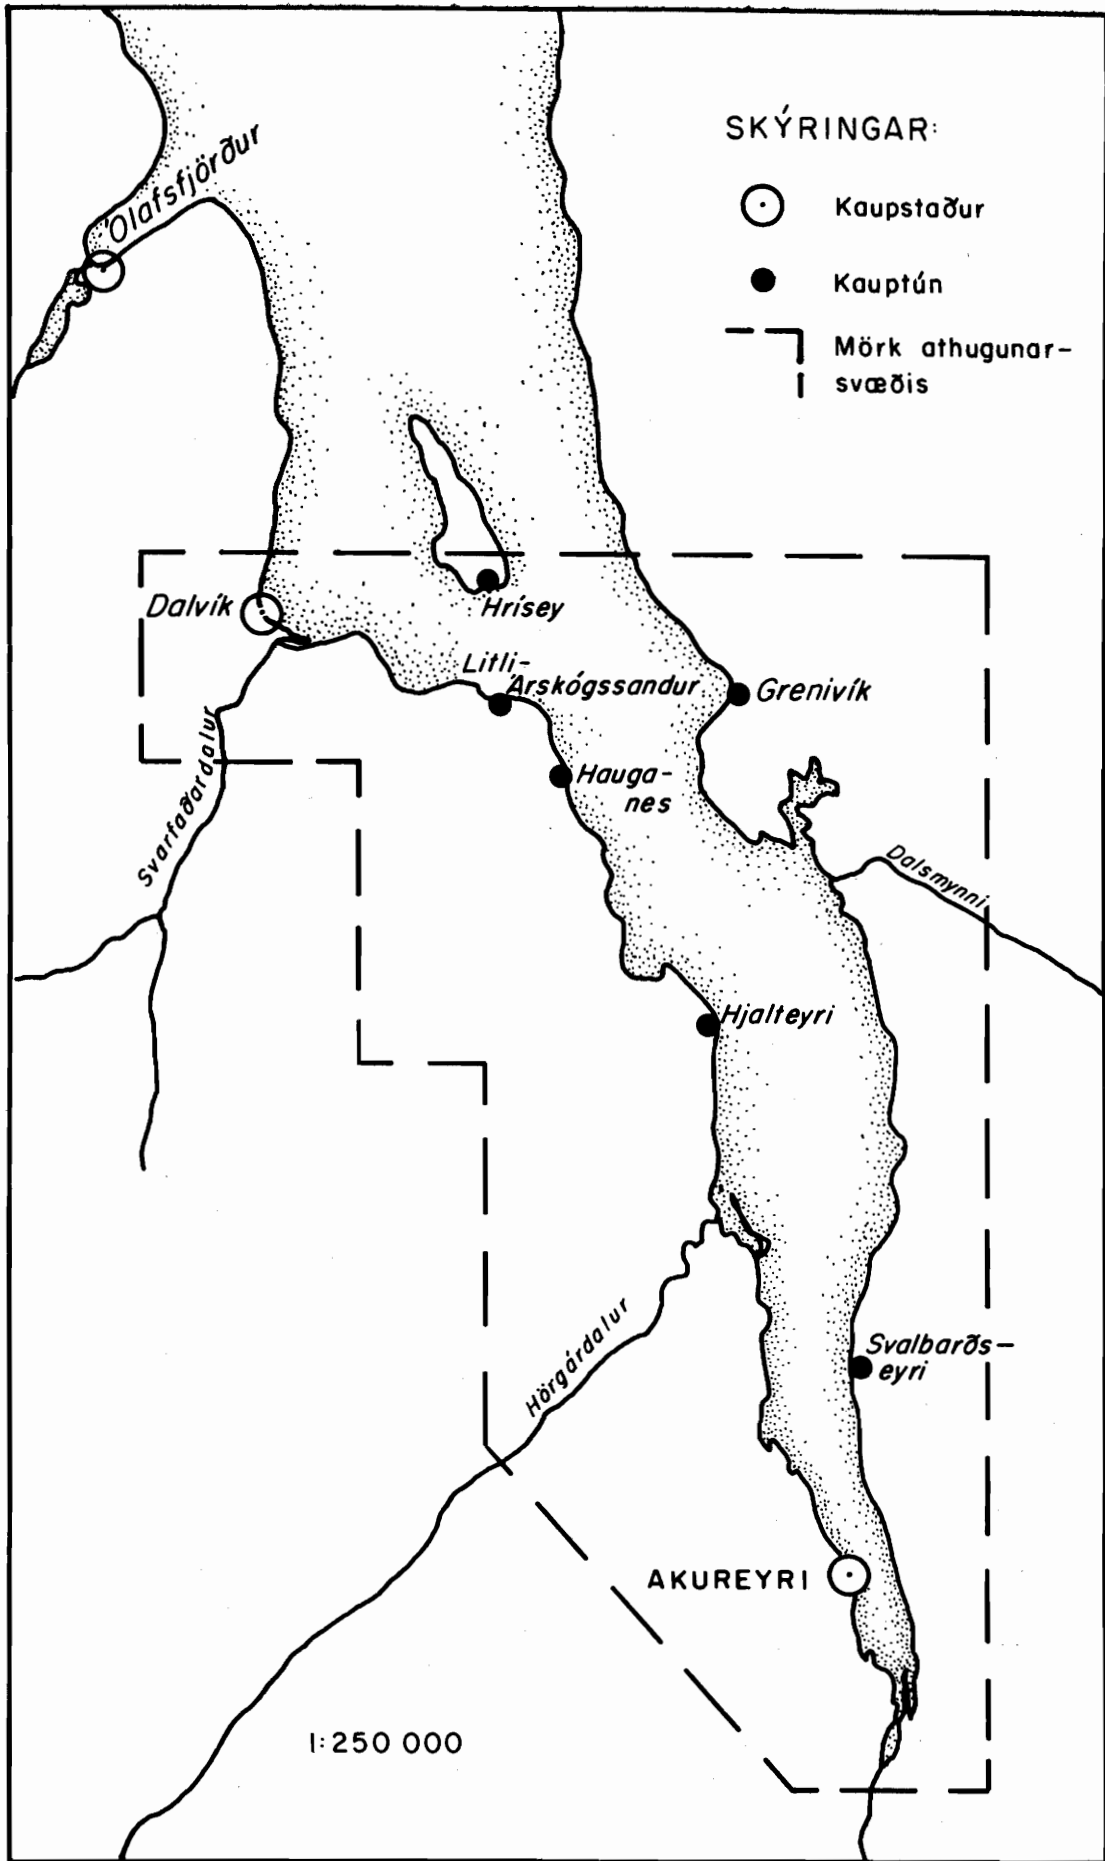 SKÝRINGAR:
Kaupstaður
Kauptún
Mörk athugunar-
svæðis
Ólafsfjörður
Dalvík
Hrísey
Litli-
Árskógssandur
Grenivík
Hauga-
nes
Svarfaðardalur
Dalsmynni
Hjalteyri
Hörgárdalur
Svalbarðs-
eyri
AKUREYRI
1:250 000